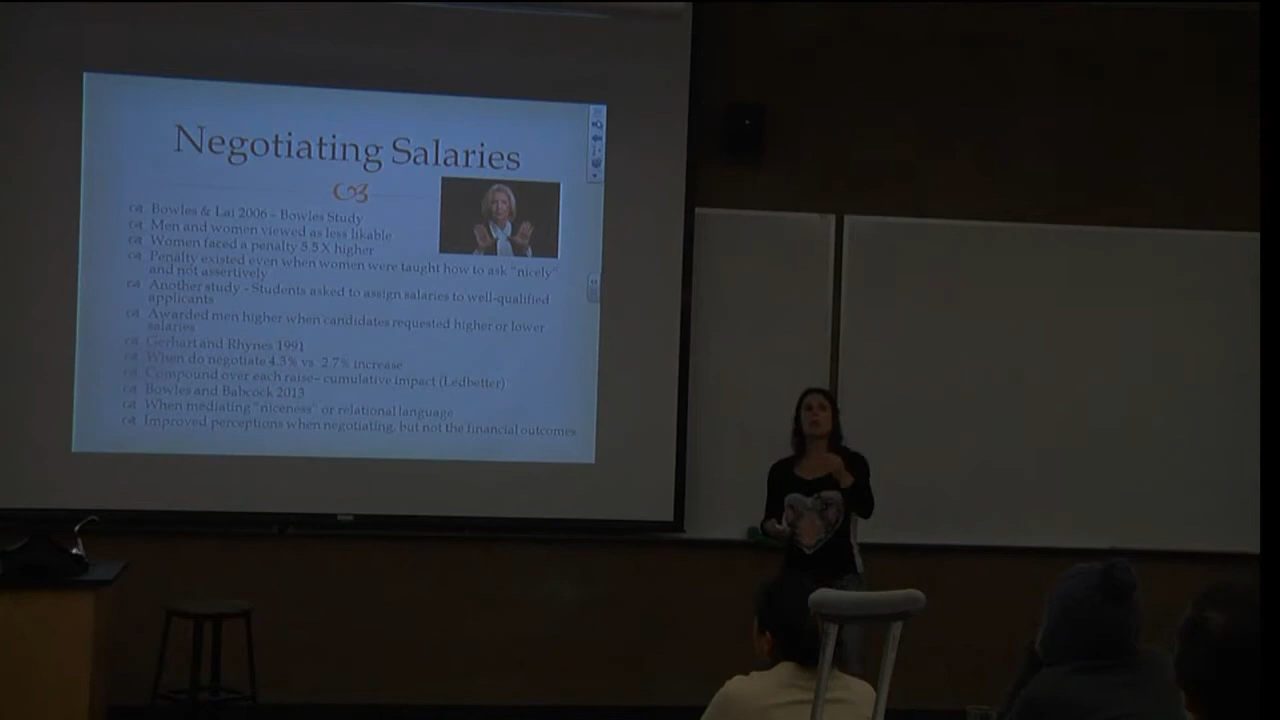 Negotiating Salaries
Bowles & Lai 2006 – Bowles Study
Men and women viewed as less likable
Women faced a penalty 5.5 X higher
Penalty existed even when women were taught how to ask "nicely"
and not assertively
Another study - Students asked to assign salaries to well-qualified
applicants
Awarded men higher when candidates requested higher or lower
salaries
Gerhart and Rhynes 1991
When do negotiate 4.3% vs. 2.7% increase
Compound over each raise– cumulative impact (Ledbetter)
Bowles and Babcock 2013
When mediating "niceness" or relational language
Improved perceptions when negotiating, but not the financial outcomes